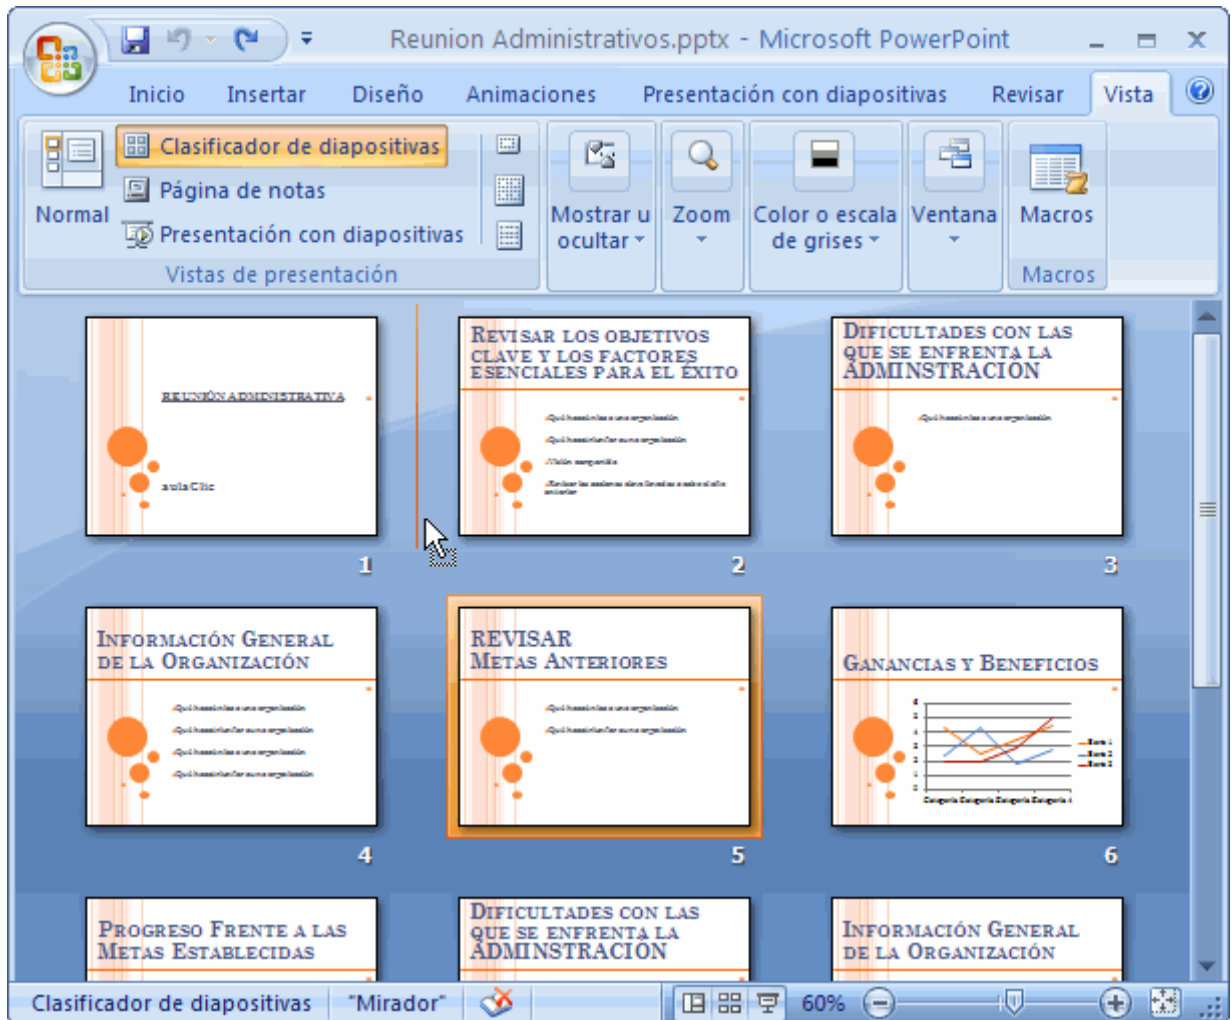 Reunion Administrativos.pptx - Microsoft PowerPoint
Inicio Insertar Diseño Animaciones Presentación con diapositivas Revisar Vista
Normal
Clasificador de diapositivas
Página de notas
Presentación con diapositivas
Vistas de presentación
Mostrar u
ocultar
Zoom
Color o escala
de grises
Ventana
Macros
Macros
REUNIÓN ADMINISTRATIVA
aulaClic
1
REVISAR LOS OBJETIVOS
CLAVE Y LOS FACTORES
ESENCIALES PARA EL ÉXITO
2
DIFICULTADES CON LAS
QUE SE ENFRENTA LA
ADMINSTRACIÓN
3
INFORMACIÓN GENERAL
DE LA ORGANIZACIÓN
4
REVISAR
METAS ANTERIORES
5
GANANCIAS Y BENEFICIOS
6
PROGRESO FRENTE A LAS
METAS ESTABLECIDAS
DIFICULTADES CON LAS
QUE SE ENFRENTA LA
ADMINSTRACIÓN
INFORMACIÓN GENERAL
DE LA ORGANIZACIÓN
Clasificador de diapositivas "Mirador" 60%